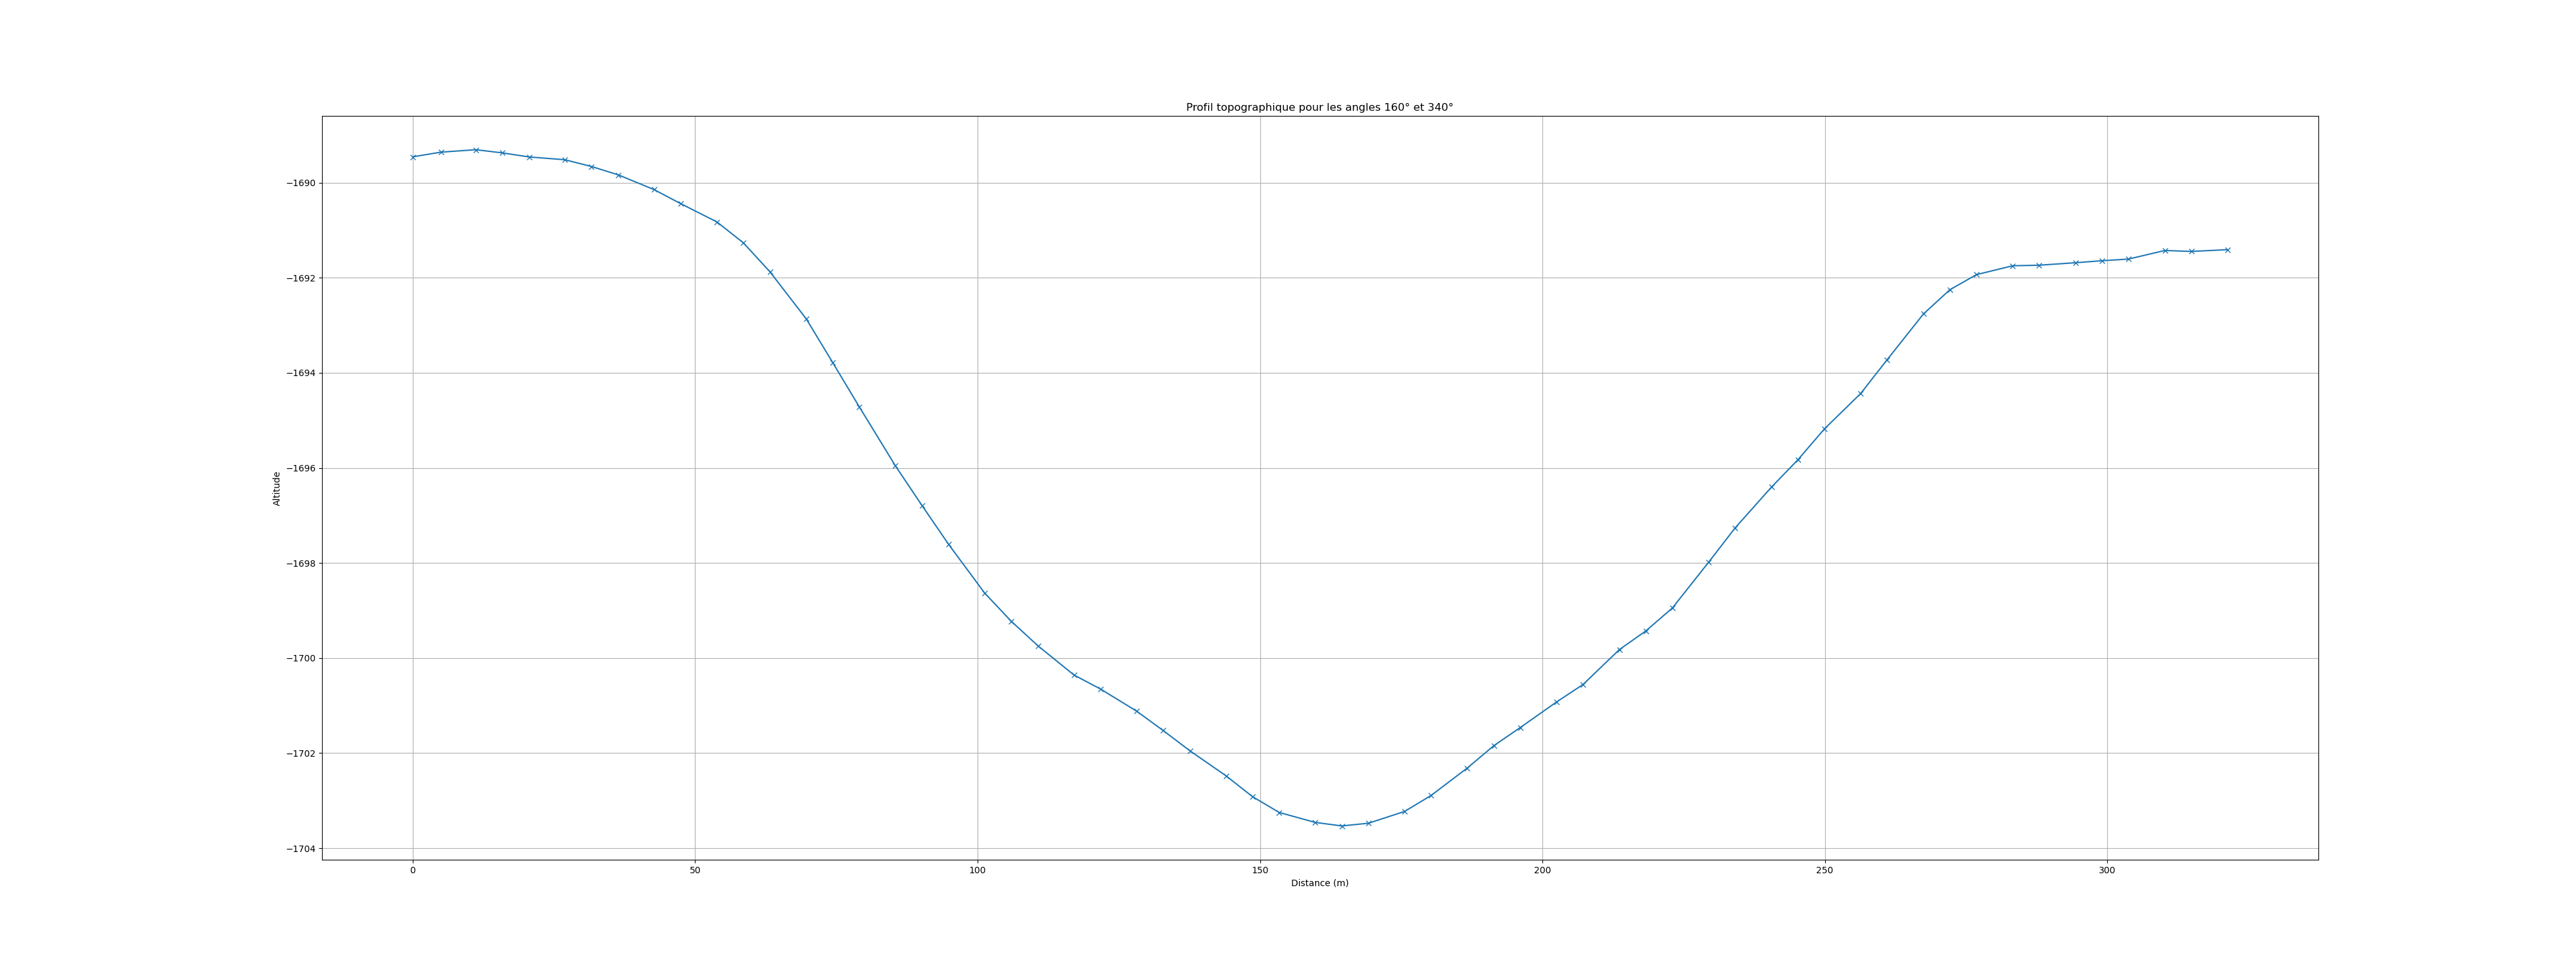 Profil topographique pour les angles 160° et 340°
−1690
−1692
−1694
−1696
Altitude
−1698
−1700
−1702
−1704
0 50 100 150 200 250 300
Distance (m)